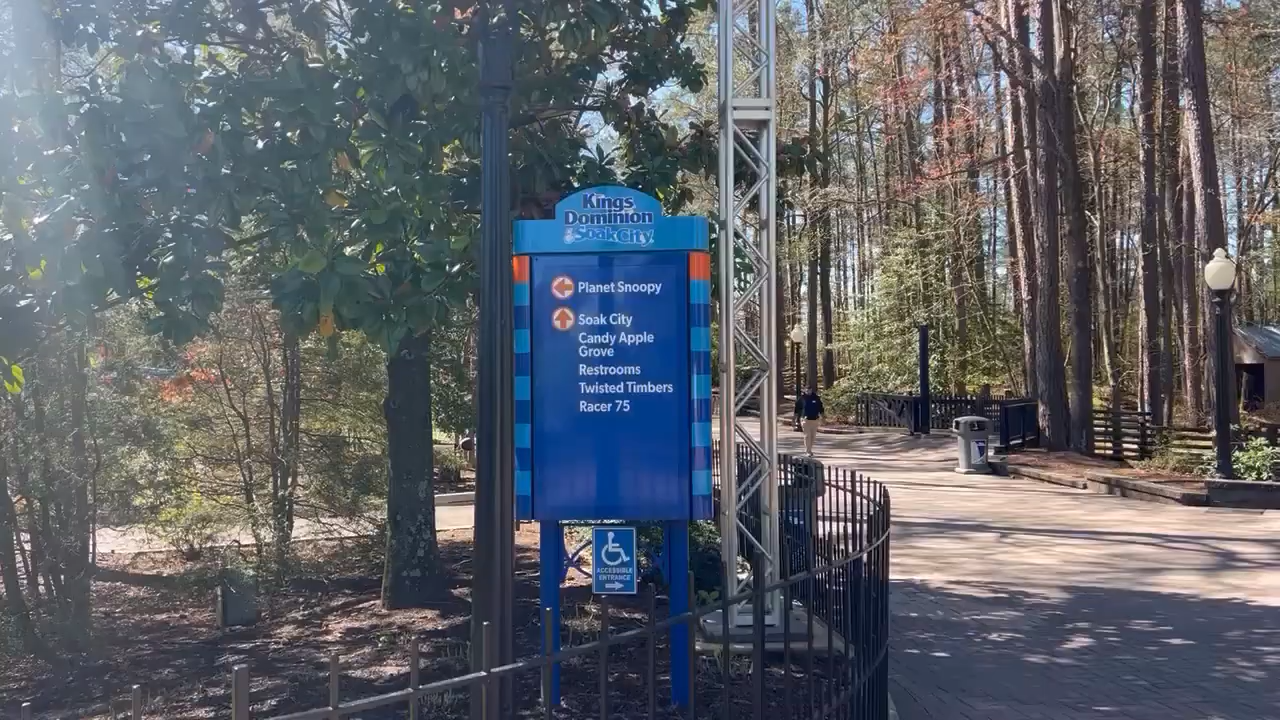 Kings
Dominion
Soak City
Planet Snoopy
Soak City
Candy Apple
Grove
Restrooms
Twisted Timbers
Racer 75
ACCESSIBLE
ENTRANCE